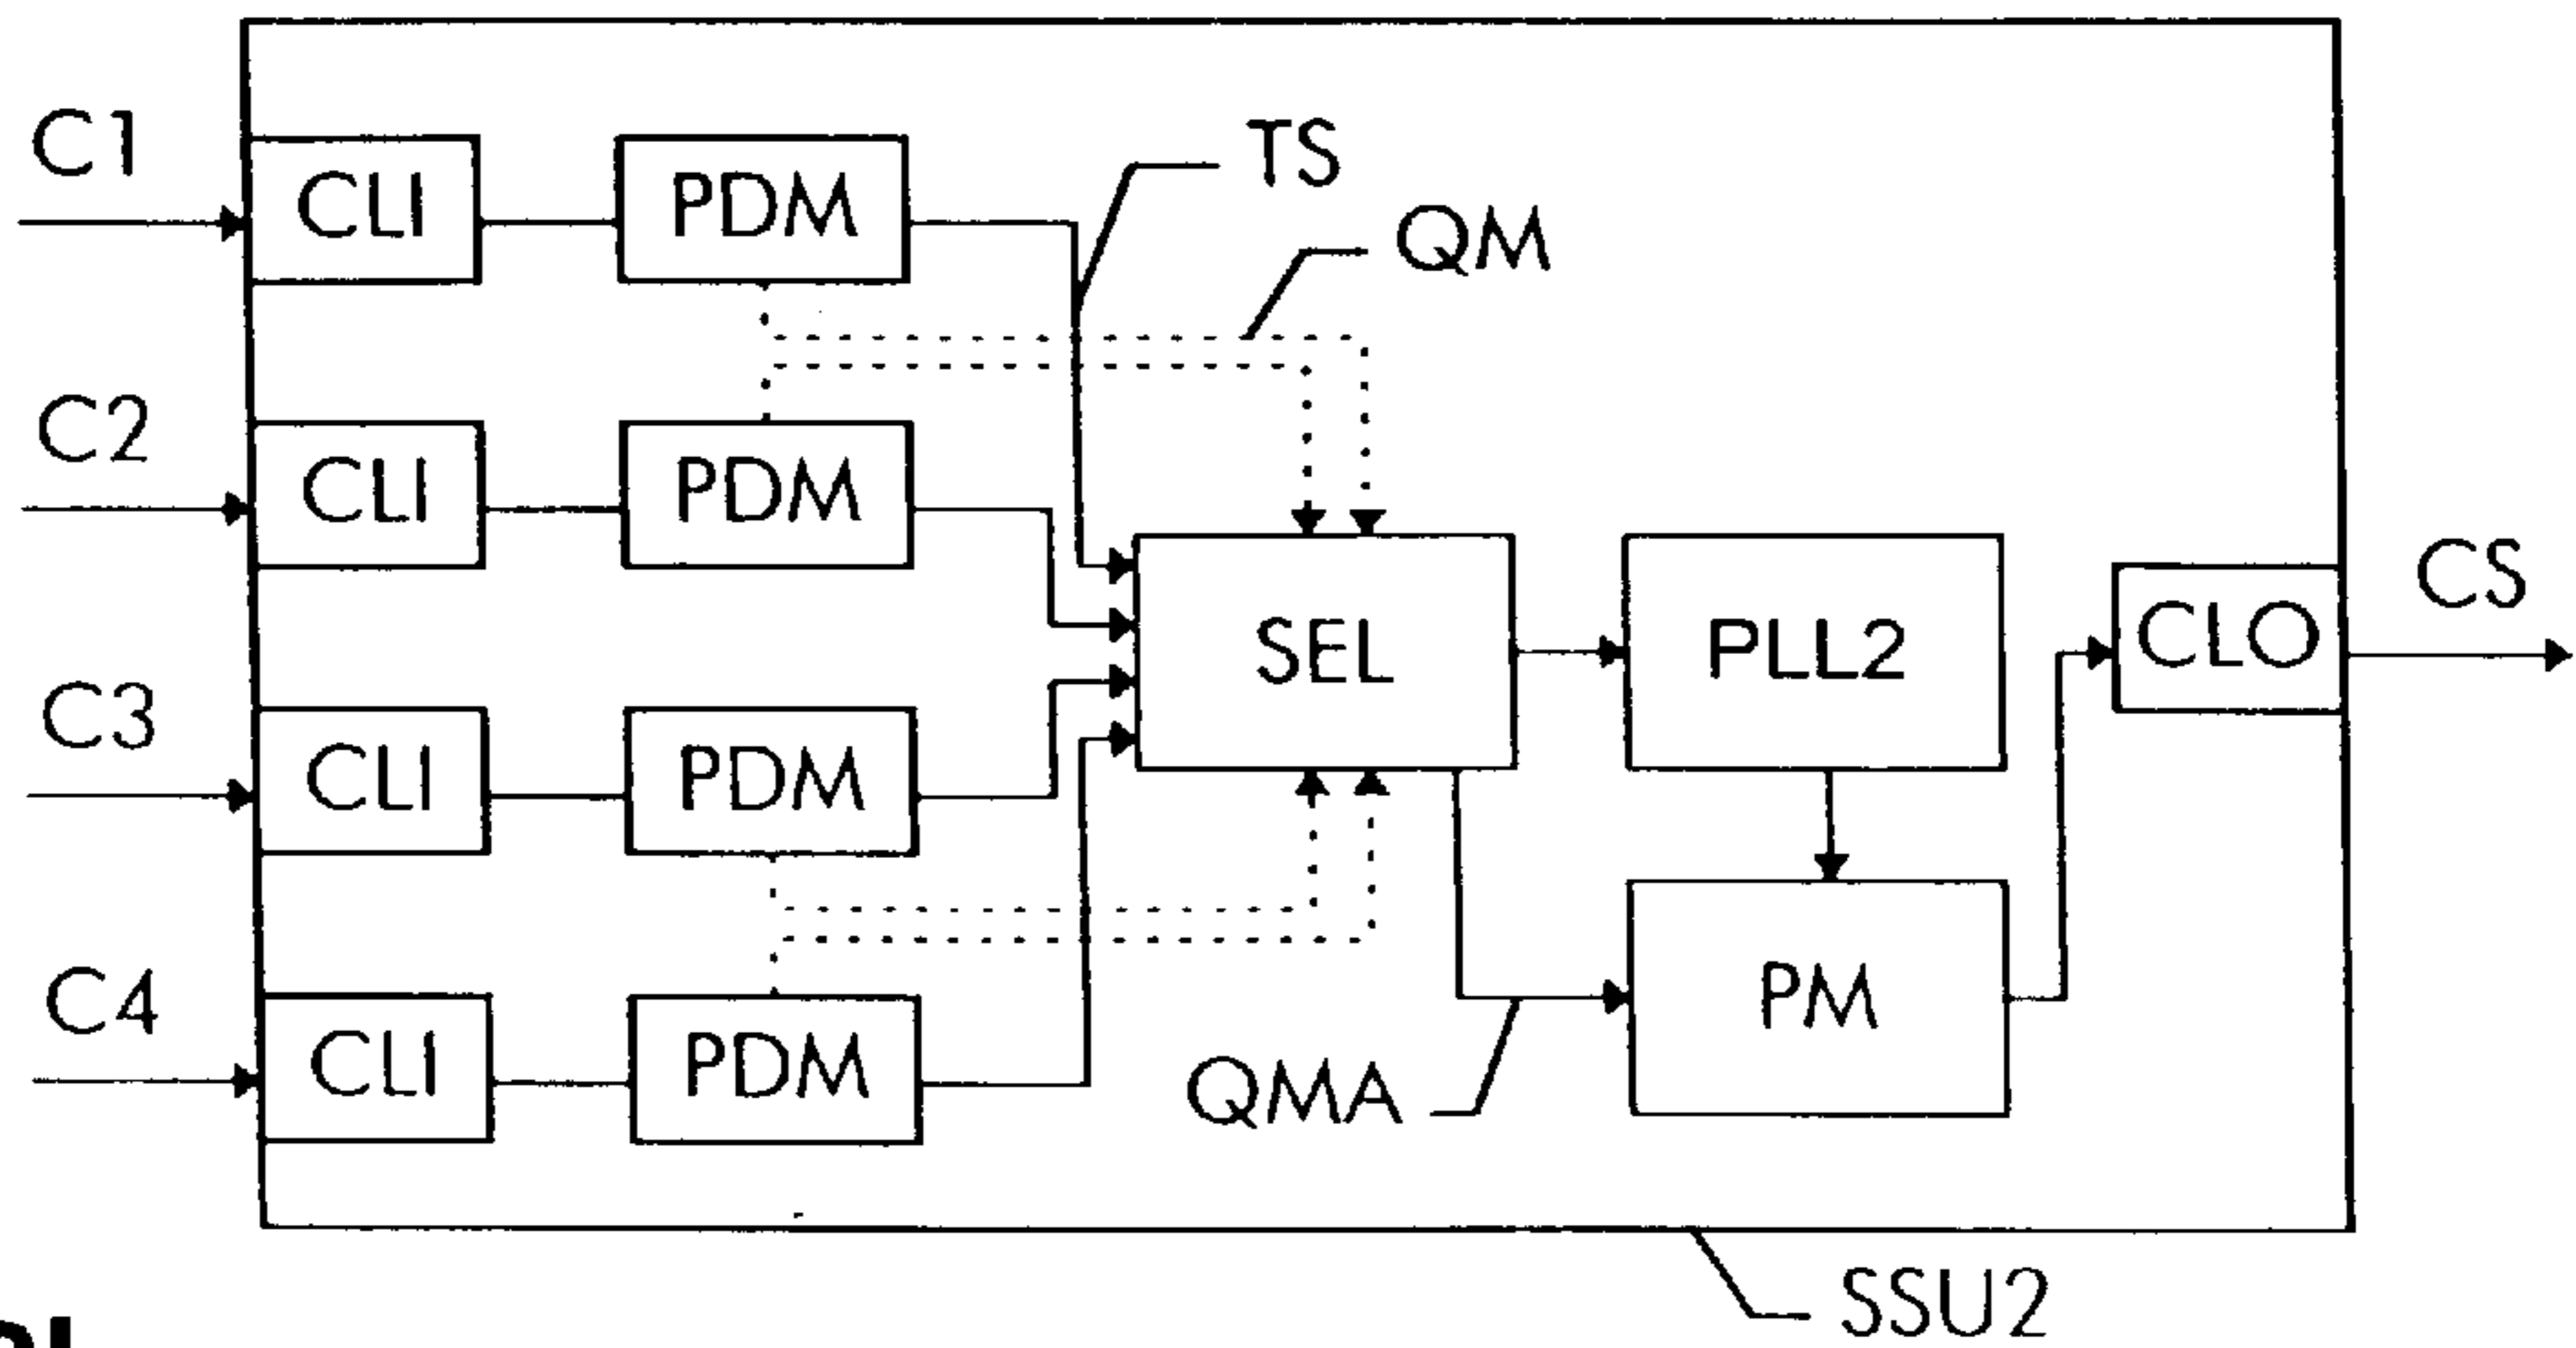 C1
CLI
PDM
TS
QM
C2
CLI
PDM
SEL
PLL2
CLO
CS
C3
CLI
PDM
C4
CLI
PDM
QMA
PM
SSU2